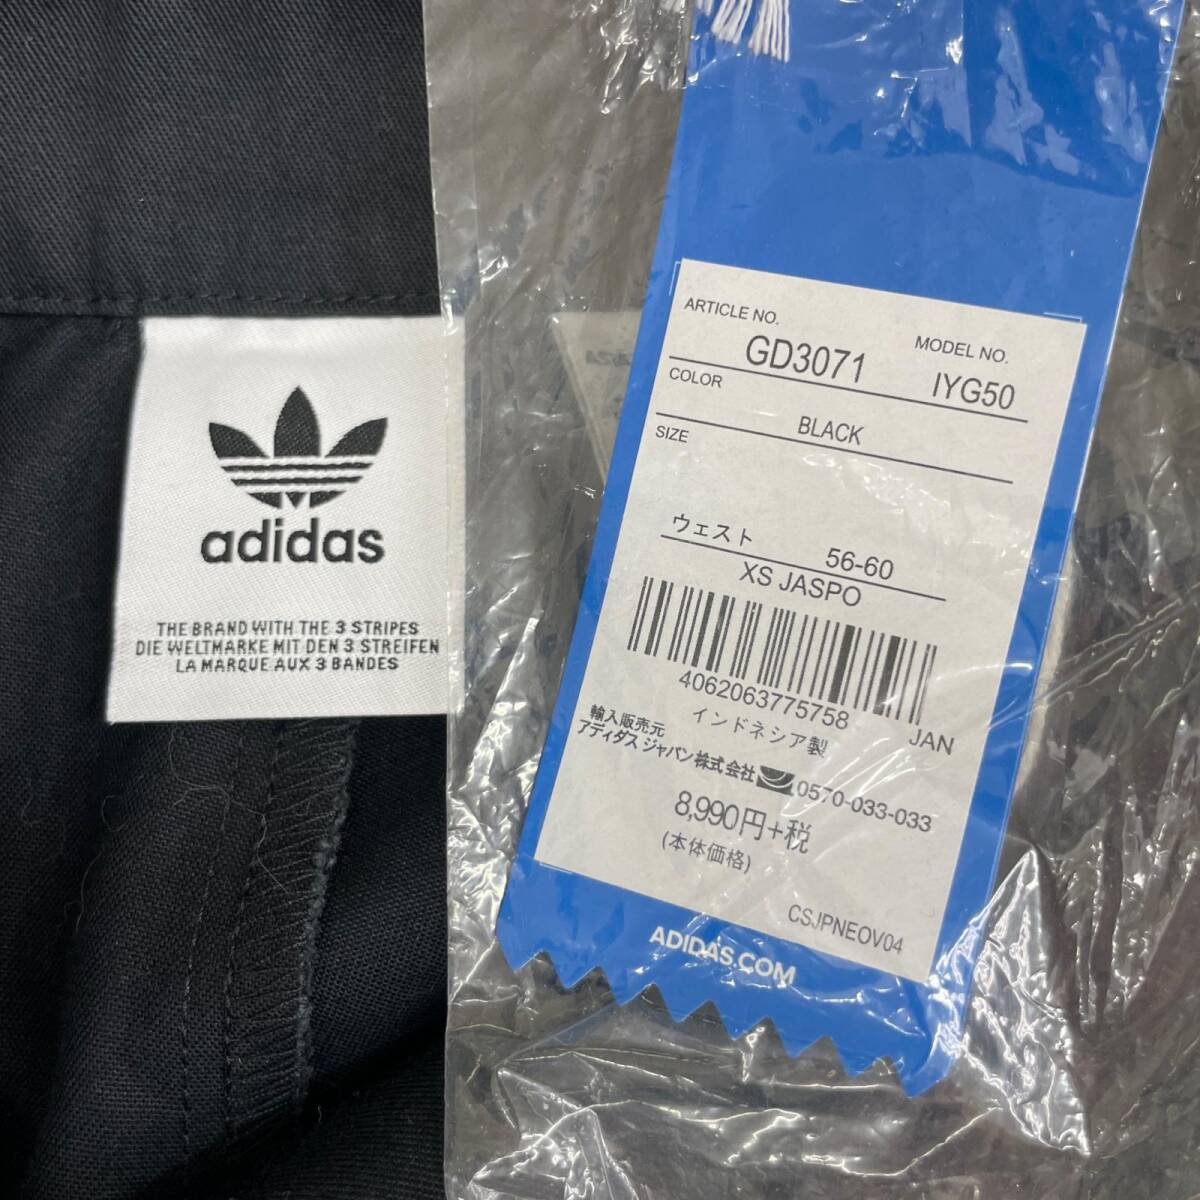 adidas
THE BRAND WITH THE 3 STRIPES
DIE WELTMARKE MIT DEN 3 STREIFEN
LA MARQUE AUX 3 BANDES
ARTICLE NO.
GD3071
MODEL NO.
IYG50
COLOR
BLACK
SIZE
ウェスト 56-60
XS JASPO
4062063775758
JAN
インドネシア製
輸入販売元
アディダス ジャパン株式会社 0570-033-033
8,990円+税
(本体価格)
CSJPNEOV04
ADIDAS.COM